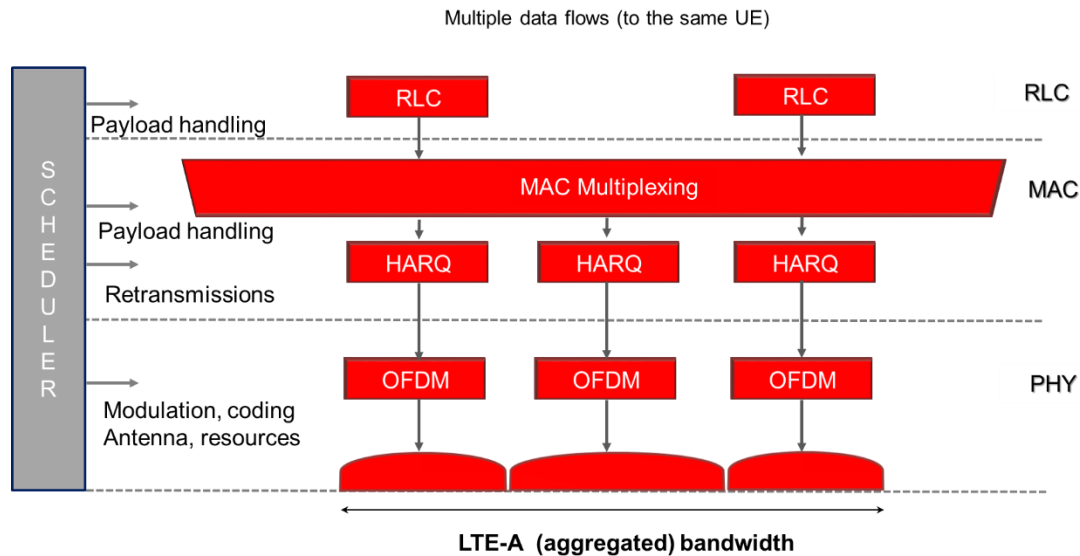 Multiple data flows (to the same UE)
SCHEDULER
RLC
RLC
RLC
Payload handling
MAC Multiplexing
MAC
Payload handling
HARQ
HARQ
HARQ
Retransmissions
OFDM
OFDM
OFDM
PHY
Modulation, coding
Antenna, resources
LTE-A (aggregated) bandwidth